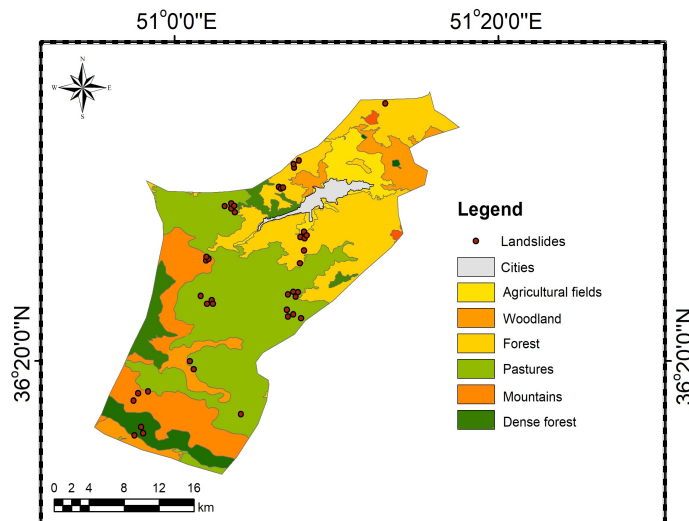 51°0'0"E 51°20'0"E
N
W E
S
36°20'0"N 36°20'0"N
Legend
Landslides
Cities
Agricultural fields
Woodland
Forest
Pastures
Mountains
Dense forest
0 2 4 8 12 16
km